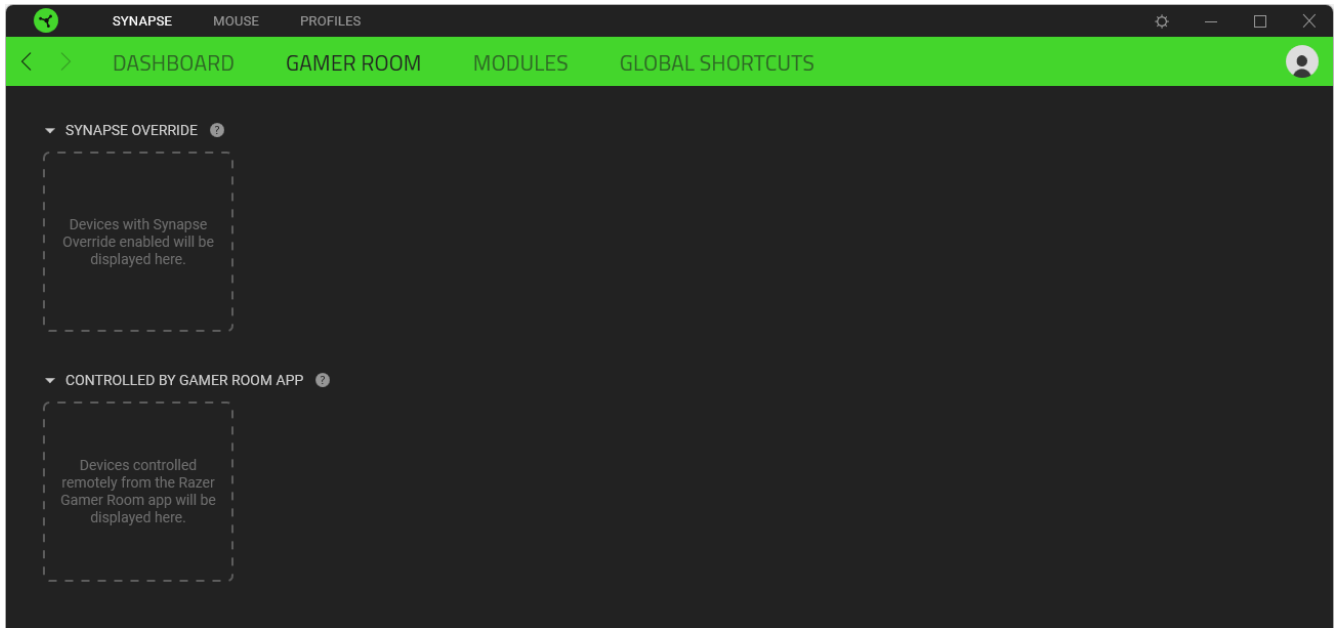 SYNAPSE MOUSE PROFILES
DASHBOARD GAMER ROOM MODULES GLOBAL SHORTCUTS
SYNAPSE OVERRIDE ?
Devices with Synapse
Override enabled will be
displayed here.
CONTROLLED BY GAMER ROOM APP ?
Devices controlled
remotely from the Razer
Gamer Room app will be
displayed here.